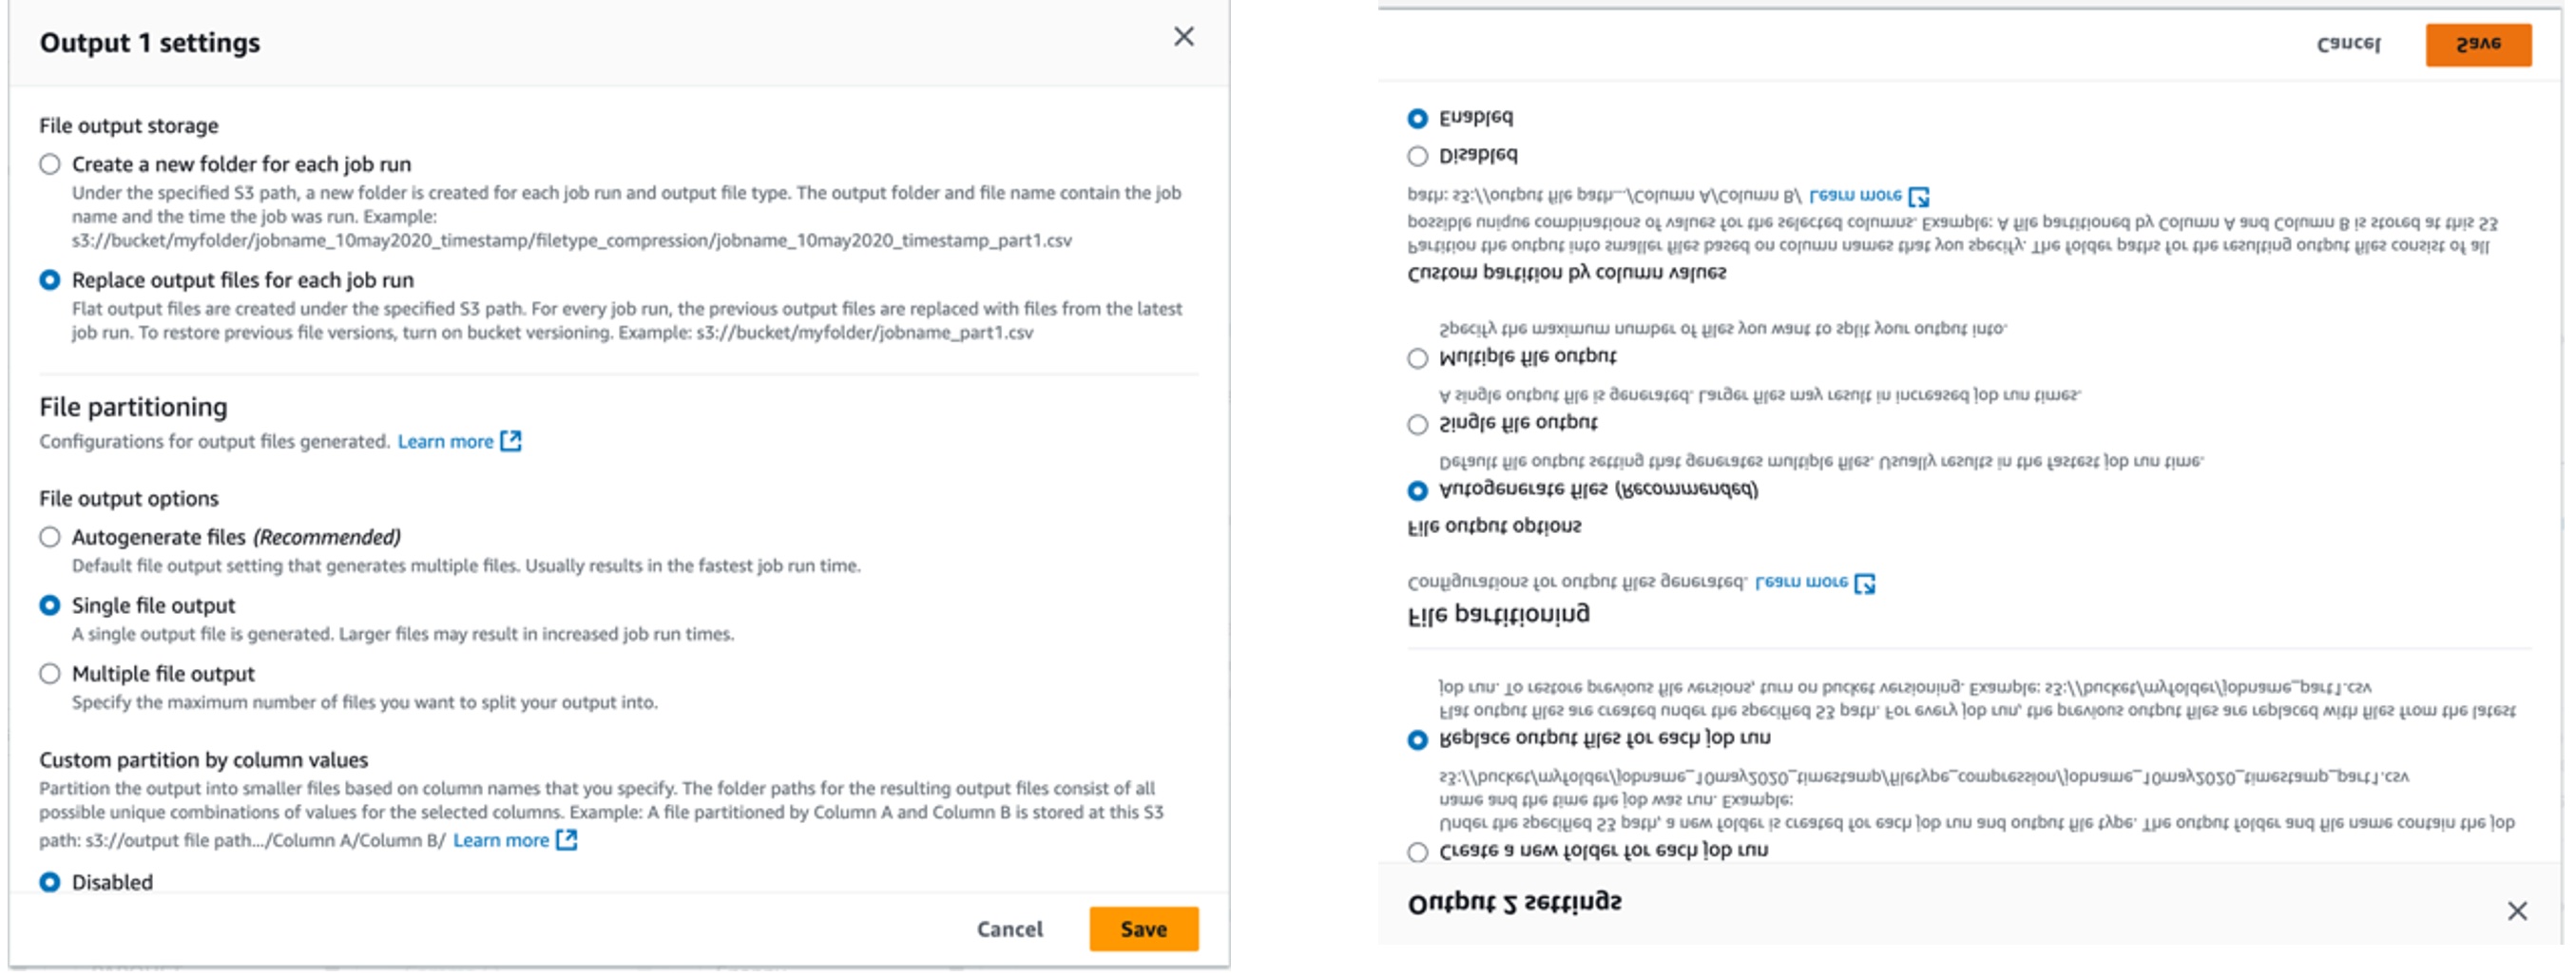 Output 1 settings
File output storage
Create a new folder for each job run
Under the specified S3 path, a new folder is created for each job run and output file type. The output folder and file name contain the job
name and the time the job was run. Example:
s3://bucket/myfolder/jobname_10may2020_timestamp/filetype_compression/jobname_10may2020_timestamp_part1.csv
Replace output files for each job run
Flat output files are created under the specified S3 path. For every job run, the previous output files are replaced with files from the latest
job run. To restore previous file versions, turn on bucket versioning. Example: s3://bucket/myfolder/jobname_part1.csv
File partitioning
Configurations for output files generated. Learn more
File output options
Autogenerate files (Recommended)
Default file output setting that generates multiple files. Usually results in the fastest job run time.
Single file output
A single output file is generated. Larger files may result in increased job run times.
Multiple file output
Specify the maximum number of files you want to split your output into.
Custom partition by column values
Partition the output into smaller files based on column names that you specify. The folder paths for the resulting output files consist of all
possible unique combinations of values for the selected columns. Example: A file partitioned by Column A and Column B is stored at this S3
path: s3://output file path.../Column A/Column B/ Learn more
Disabled
Cancel
Save
Output 2 settings
Create a new folder for each job run
Under the specified S3 path, a new folder is created for each job run and output file type. The output folder and file name contain the job
name and the time the job was run. Example:
s3://bucket/myfolder/jobname_10may2020_timestamp/filetype_compression/jobname_10may2020_timestamp_part1.csv
Replace output files for each job run
Flat output files are created under the specified S3 path. For every job run, the previous output files are replaced with files from the latest
job run. To restore previous file versions, turn on bucket versioning. Example: s3://bucket/myfolder/jobname_part1.csv
File partitioning
Configurations for output files generated. Learn more
File output options
Autogenerate files (Recommended)
Default file output setting that generates multiple files. Usually results in the fastest job run time.
Single file output
A single output file is generated. Larger files may result in increased job run times.
Multiple file output
Specify the maximum number of files you want to split your output into.
Custom partition by column values
Partition the output into smaller files based on column names that you specify. The folder paths for the resulting output files consist of all
possible unique combinations of values for the selected columns. Example: A file partitioned by Column A and Column B is stored at this S3
path: s3://output file path.../Column A/Column B/ Learn more
Disabled
Enabled
Cancel
Save